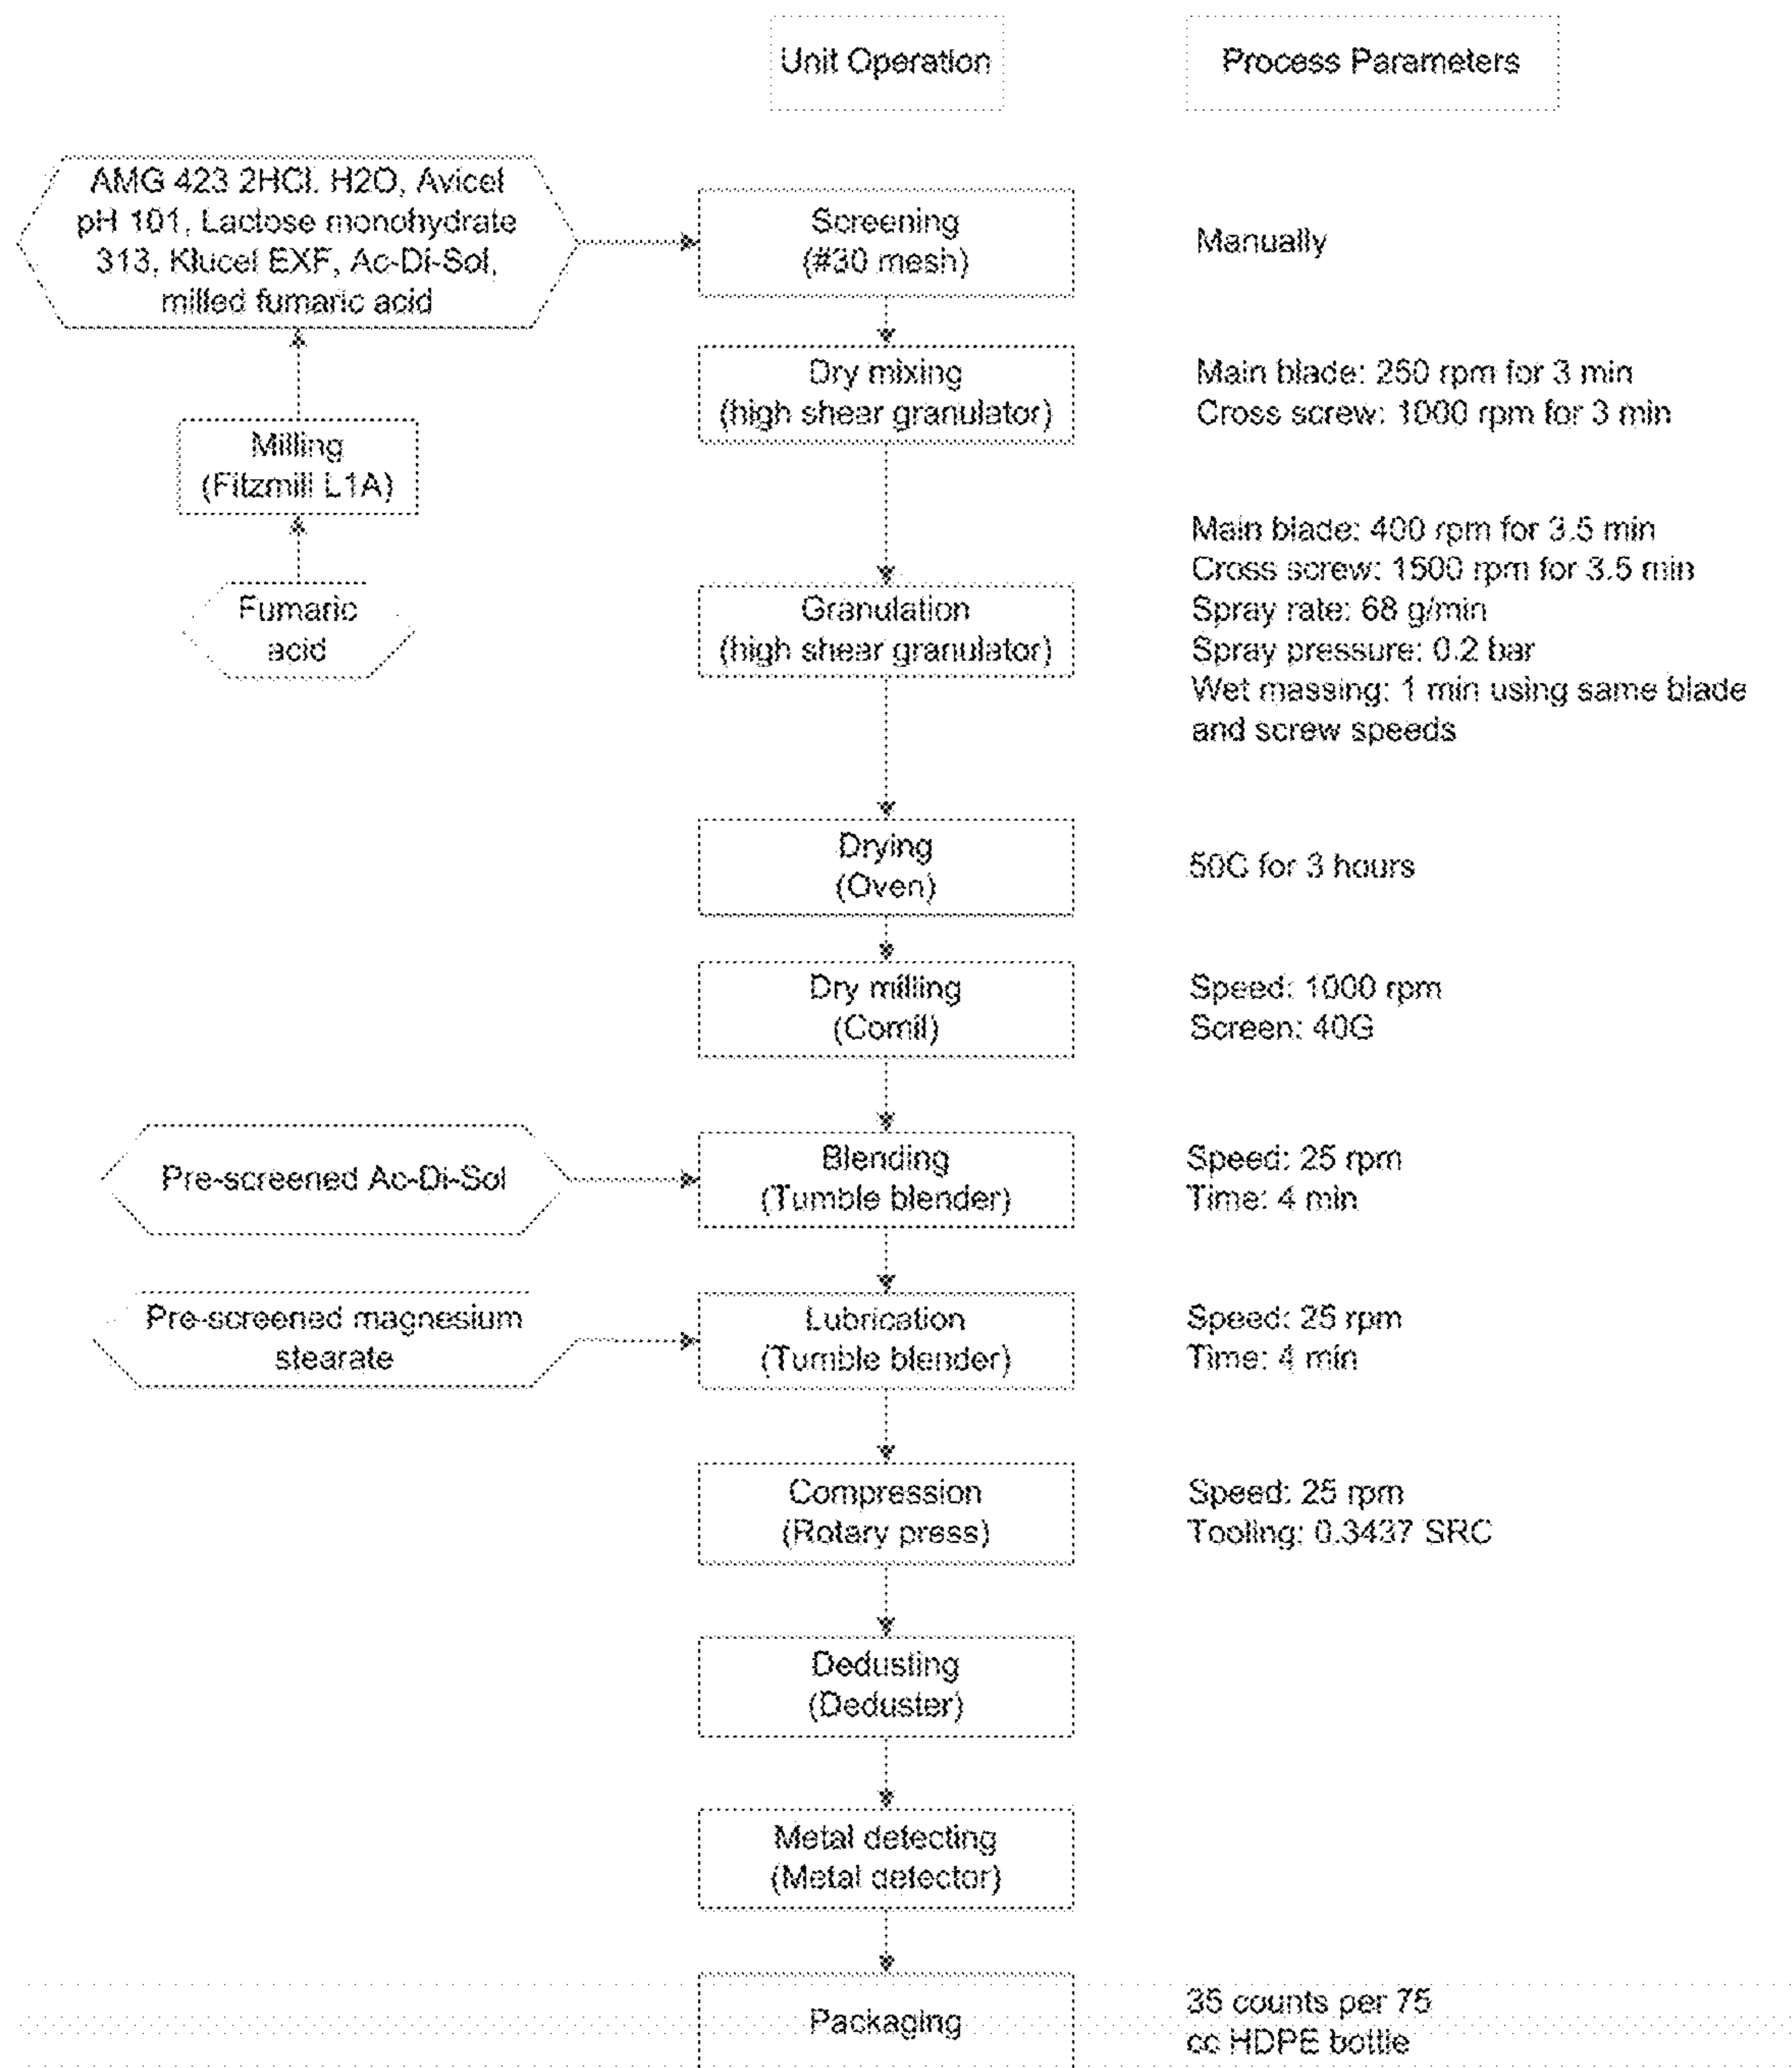 Unit Operation
Process Parameters
AMG 423 2HCl. H2O, Avicel
pH 101, Lactose monohydrate
313, Klucel EXF, Ac-Di-Sol,
milled fumaric acid
Screening
(#30 mesh)
Manually
Dry mixing
(high shear granulator)
Main blade: 250 rpm for 3 min
Cross screw: 1000 rpm for 3 min
Milling
(Fitzmill L1A)
Fumaric
acid
Granulation
(high shear granulator)
Main blade: 400 rpm for 3.5 min
Cross screw: 1500 rpm for 3.5 min
Spray rate: 68 g/min
Spray pressure: 0.2 bar
Wet massing: 1 min using same blade
and screw speeds
Drying
(Oven)
50C for 3 hours
Dry milling
(Comil)
Speed: 1000 rpm
Screen: 40G
Pre-screened Ac-Di-Sol
Blending
(Tumble blender)
Speed: 25 rpm
Time: 4 min
Pre-screened magnesium
stearate
Lubrication
(Tumble blender)
Speed: 25 rpm
Time: 4 min
Compression
(Rotary press)
Speed: 25 rpm
Tooling: 0.3437 SRC
Dedusting
(Deduster)
Metal detecting
(Metal detector)
Packaging
35 counts per 75
cc HDPE bottle